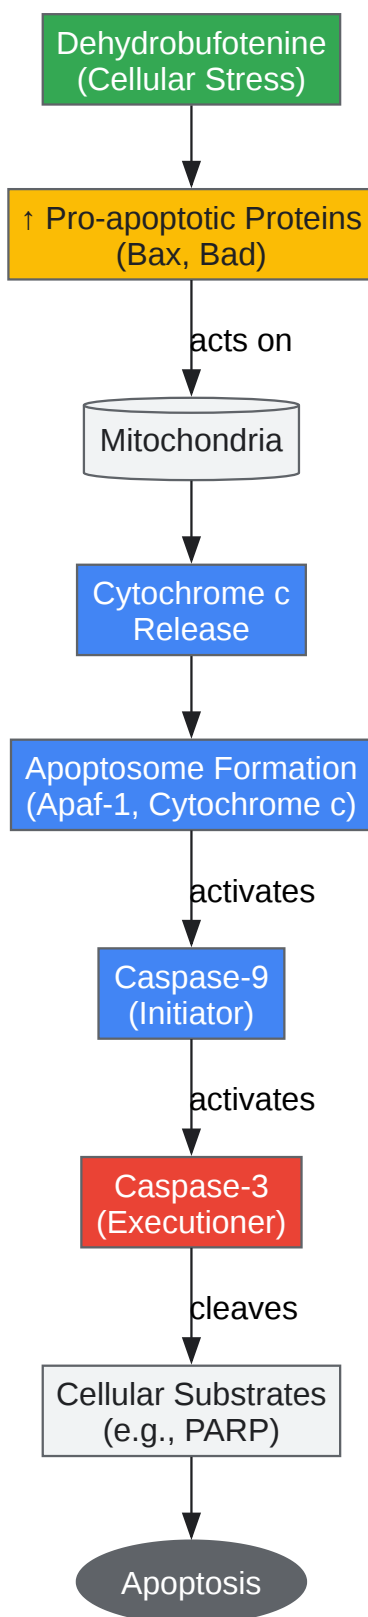 Dehydrobufotenine
(Cellular Stress)
↑ Pro-apoptotic Proteins
(Bax, Bad)
acts on
Mitochondria
Cytochrome c
Release
Apoptosome Formation
(Apaf-1, Cytochrome c)
activates
Caspase-9
(Initiator)
activates
Caspase-3
(Executioner)
cleaves
Cellular Substrates
(e.g., PARP)
Apoptosis